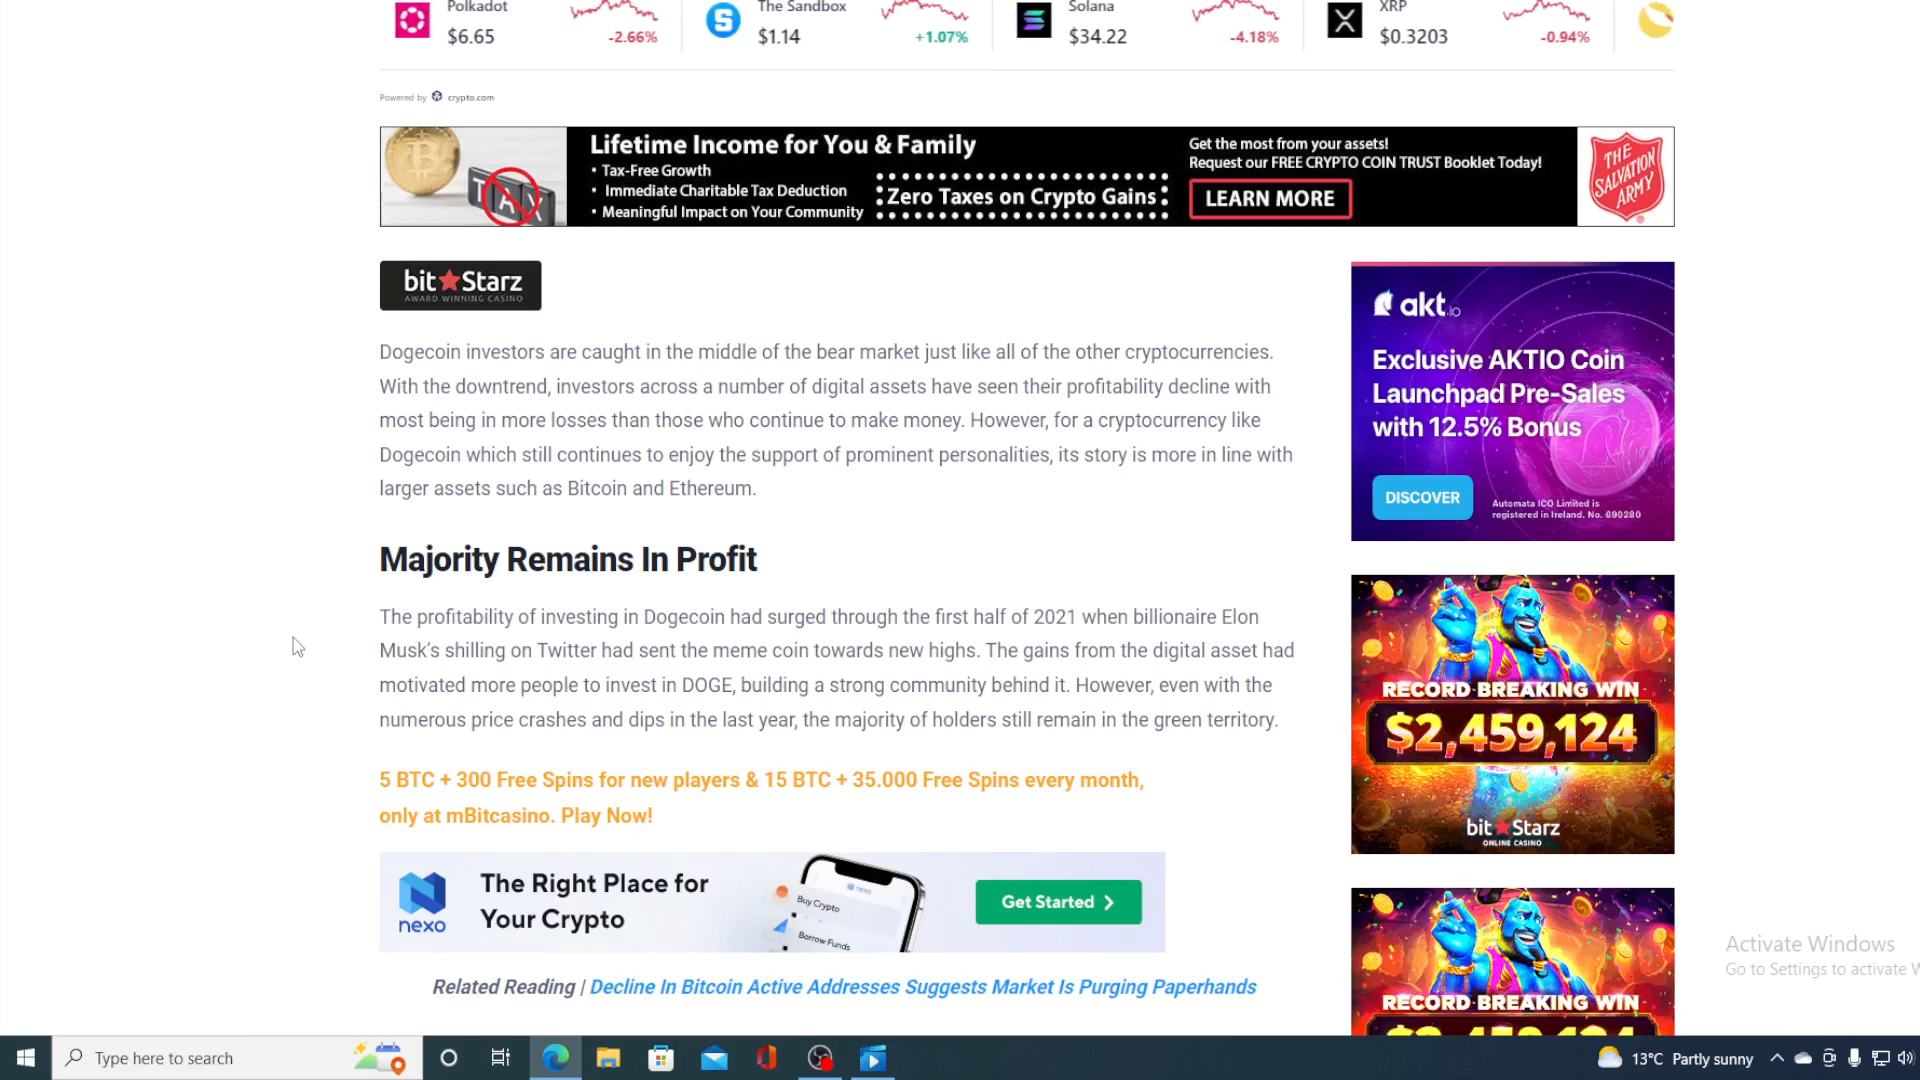 Polkadot
$6.65
-2.66%
The Sandbox
$1.14
+1.07%
Solana
$34.22
-4.18%
XRP
$0.3203
-0.94%
Powered by crypto.com
TAX
Lifetime Income for You & Family
• Tax-Free Growth
• Immediate Charitable Tax Deduction
• Meaningful Impact on Your Community
Zero Taxes on Crypto Gains
Get the most from your assets!
Request our FREE CRYPTO COIN TRUST Booklet Today!
LEARN MORE
THE
SALVATION
ARMY
bit★Starz
AWARD WINNING CASINO
Dogecoin investors are caught in the middle of the bear market just like all of the other cryptocurrencies.
With the downtrend, investors across a number of digital assets have seen their profitability decline with
most being in more losses than those who continue to make money. However, for a cryptocurrency like
Dogecoin which still continues to enjoy the support of prominent personalities, its story is more in line with
larger assets such as Bitcoin and Ethereum.
Majority Remains In Profit
The profitability of investing in Dogecoin had surged through the first half of 2021 when billionaire Elon
Musk's shilling on Twitter had sent the meme coin towards new highs. The gains from the digital asset had
motivated more people to invest in DOGE, building a strong community behind it. However, even with the
numerous price crashes and dips in the last year, the majority of holders still remain in the green territory.
5 BTC + 300 Free Spins for new players & 15 BTC + 35.000 Free Spins every month,
only at mBitcasino. Play Now!
nexo
The Right Place for
Your Crypto
nexo
Buy Crypto
Borrow Funds
Get Started
Related Reading | Decline In Bitcoin Active Addresses Suggests Market Is Purging Paperhands
akt.io
Exclusive AKTIO Coin
Launchpad Pre-Sales
with 12.5% Bonus
DISCOVER
Automata ICO Limited is
registered in Ireland. No. 690280
RECORD BREAKING WIN
$2,459,124
bit★Starz
ONLINE CASINO
RECORD BREAKING WIN
$2,459,124
Activate Windows
Go to Settings to activate W
Type here to search
13°C Partly sunny